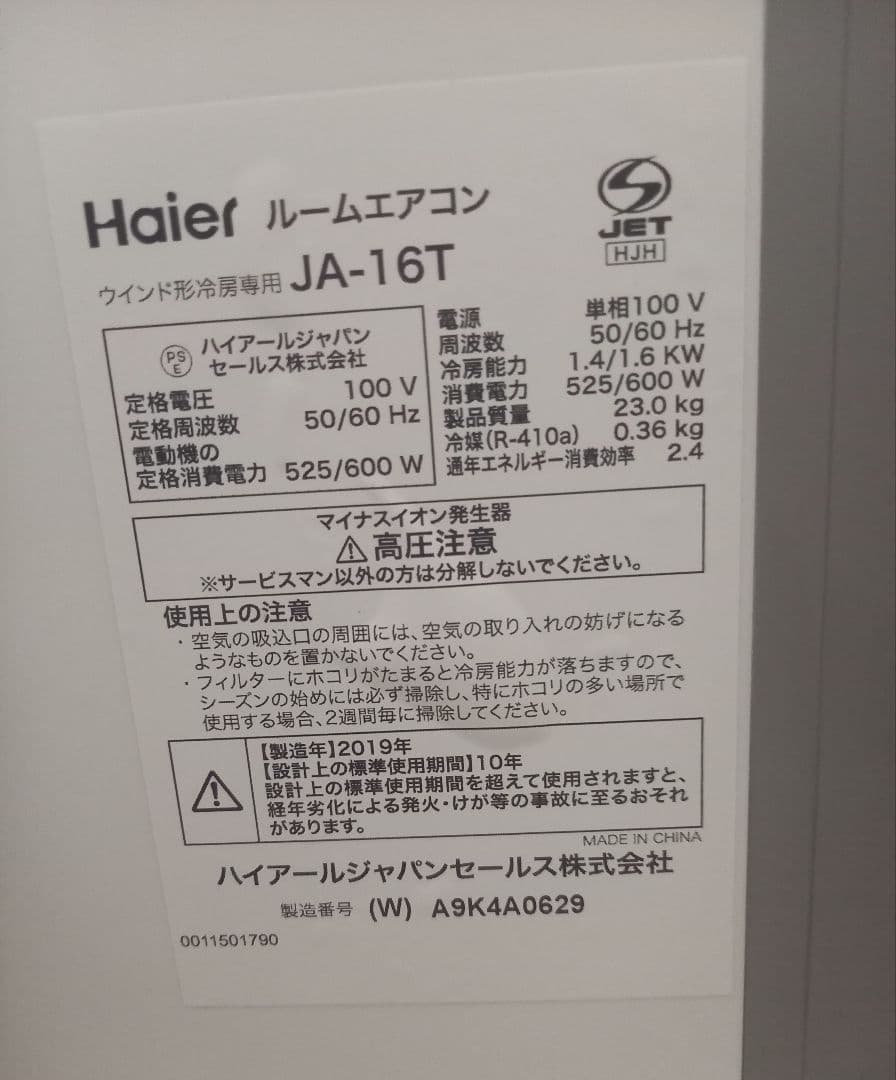 Haier ルームエアコン
JET
HJH
ウインド形冷房専用 JA-16T
PS
E
ハイアールジャパン
セールス株式会社
定格電圧 100 V
定格周波数 50/60 Hz
電動機の
定格消費電力 525/600 W
電源 単相100 V
周波数 50/60 Hz
冷房能力 1.4/1.6 KW
消費電力 525/600 W
製品質量 23.0 kg
冷媒(R-410a) 0.36 kg
通年エネルギー消費効率 2.4
マイナスイオン発生器
⚠高圧注意
※サービスマン以外の方は分解しないでください。
使用上の注意
・空気の吸込口の周囲には、空気の取り入れの妨げになる
ようなものを置かないでください。
・フィルターにホコリがたまると冷房能力が落ちますので、
シーズンの始めには必ず掃除し、特にホコリの多い場所で
使用する場合、2週間毎に掃除してください。
【製造年】2019年
【設計上の標準使用期間】10年
設計上の標準使用期間を超えて使用されますと、
経年劣化による発火・けが等の事故に至るおそれ
があります。
MADE IN CHINA
ハイアールジャパンセールス株式会社
製造番号 (W) A9K4A0629
0011501790